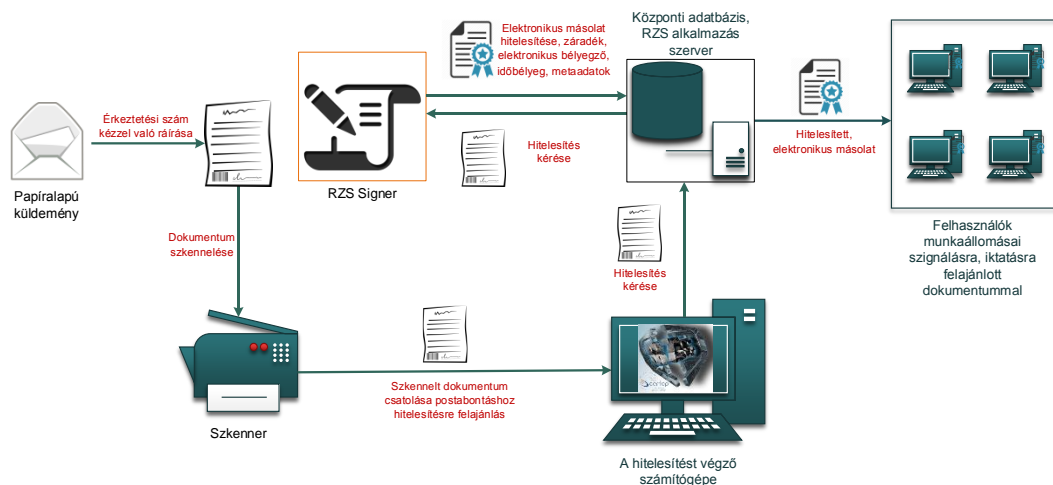 Papíralapú
küldemény
Érkeztetési szám
kézzel való ráírása
RZS Signer
Elektronikus másolat
hitelesítése, záradék,
elektronikus bélyegző,
időbélyeg, metaadatok
Hitelesítés
kérése
Központi adatbázis,
RZS alkalmazás
szerver
Hitelesített,
elektronikus másolat
Felhasználók
munkaállomásai
szignálásra, iktatásra
felajánlott
dokumentummal
Dokumentum
szkennelése
Hitelesítés
kérése
Szkenner
Szkennelt dokumentum
csatolása postabontáshoz
hitelesítésre felajánlás
A hitelesítést végző
számítógépe